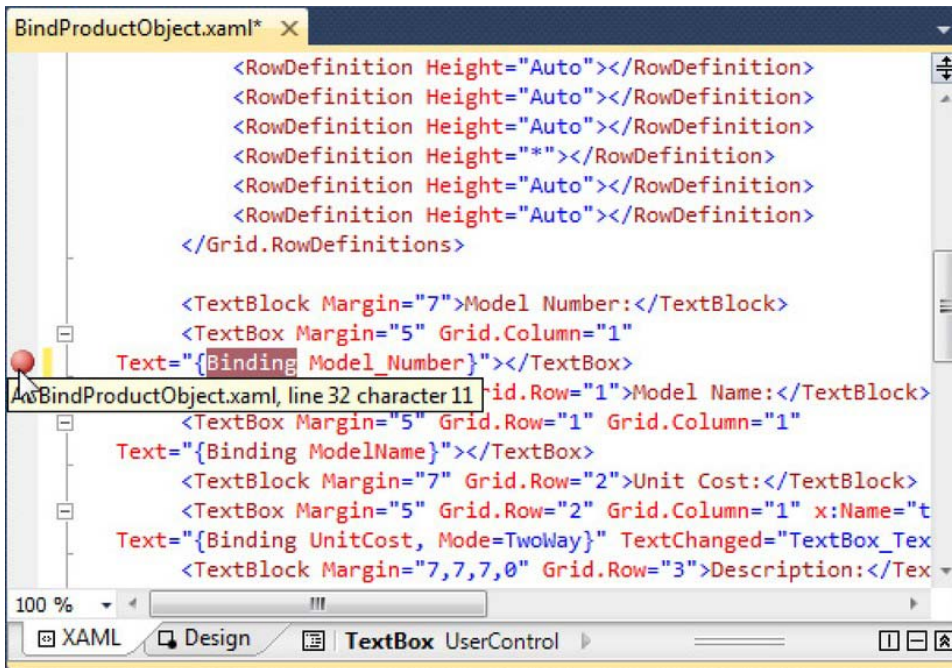 BindProductObject.xaml*
<RowDefinition Height="Auto"></RowDefinition>
<RowDefinition Height="Auto"></RowDefinition>
<RowDefinition Height="Auto"></RowDefinition>
<RowDefinition Height="*"></RowDefinition>
<RowDefinition Height="Auto"></RowDefinition>
<RowDefinition Height="Auto"></RowDefinition>
</Grid.RowDefinitions>
<TextBlock Margin="7">Model Number:</TextBlock>
<TextBox Margin="5" Grid.Column="1"
Text="{Binding Model_Number}"></TextBox>
BindProductObject.xaml, line 32 character 11 rid.Row="1">Model Name:</TextBlock>
<TextBox Margin="5" Grid.Row="1" Grid.Column="1"
Text="{Binding ModelName}"></TextBox>
<TextBlock Margin="7" Grid.Row="2">Unit Cost:</TextBlock>
<TextBox Margin="5" Grid.Row="2" Grid.Column="1" x:Name="t
Text="{Binding UnitCost, Mode=TwoWay}" TextChanged="TextBox_Tex
<TextBlock Margin="7,7,7,0" Grid.Row="3">Description:</Tex
100 %
XAML Design TextBox UserControl